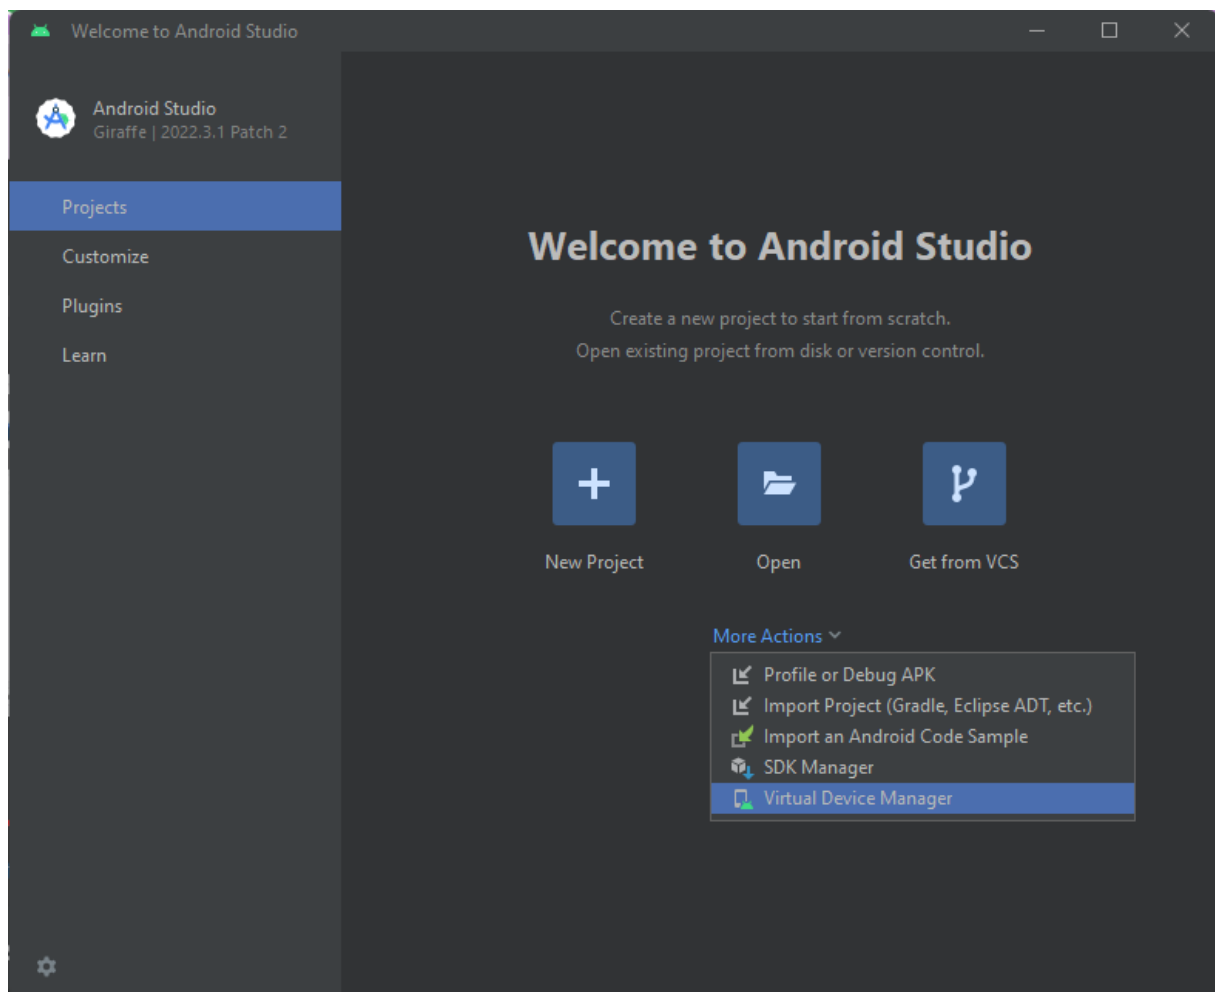 Welcome to Android Studio
Android Studio
Giraffe | 2022.3.1 Patch 2
Projects
Customize
Plugins
Learn
Welcome to Android Studio
Create a new project to start from scratch.
Open existing project from disk or version control.
New Project
Open
Get from VCS
More Actions
Profile or Debug APK
Import Project (Gradle, Eclipse ADT, etc.)
Import an Android Code Sample
SDK Manager
Virtual Device Manager